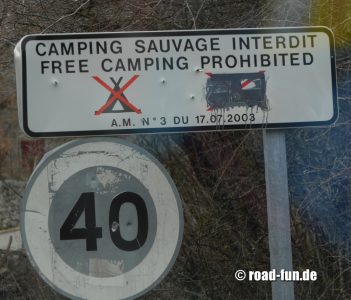 CAMPING SAUVAGE INTERDIT
FREE CAMPING PROHIBITED
A.M. N°3 DU 17.07.2003
40
© road-fun.de